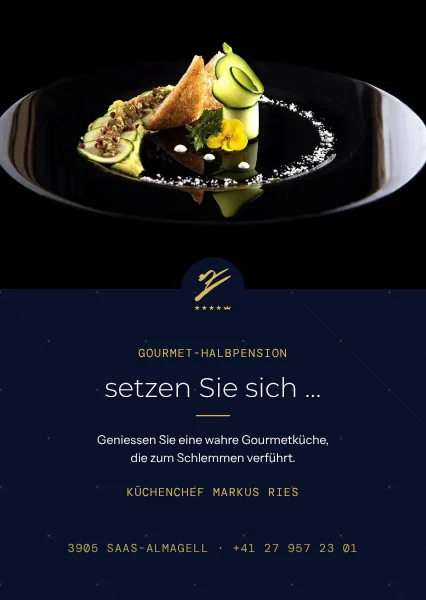 GOURMET-HALBPENSION
setzen Sie sich ...
Geniessen Sie eine wahre Gourmetküche,
die zum Schlemmen verführt.
KÜCHENCHEF MARKUS RIES
3905 SAAS-ALMAGELL · +41 27 957 23 01